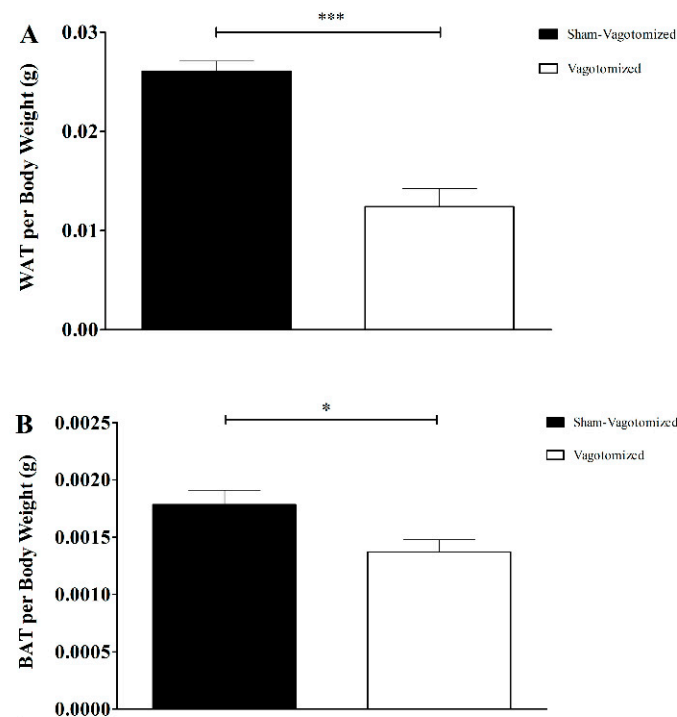 A
***
Sham-Vagotomized
Vagotomized
WAT per Body Weight (g)
g
0.03
0.02
0.01
0.00
B
*
Sham-Vagotomized
Vagotomized
BAT per Body Weight (g)
0.0025
0.0020
0.0015
0.0010
0.0005
0.0000